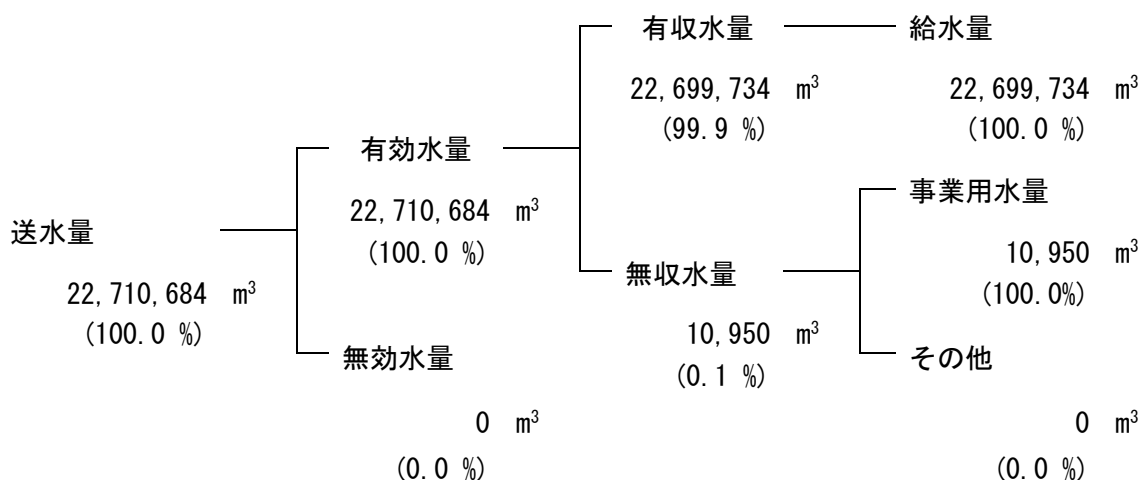 有収水量 給水量
22,699,734 m³ 22,699,734 m³
(99.9 %) (100.0 %)
有効水量
事業用水量
22,710,684 m³
送水量
(100.0 %) 10,950 m³
無収水量
22,710,684 m³ (100.0%)
(100.0 %) 10,950 m³
無効水量 その他
(0.1 %)
0 m³ 0 m³
(0.0 %) (0.0 %)